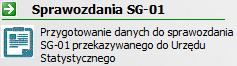 Sprawozdania SG-01
Przygotowanie danych do sprawozdania
SG-01 przekazywanego do Urzędu
Statystycznego